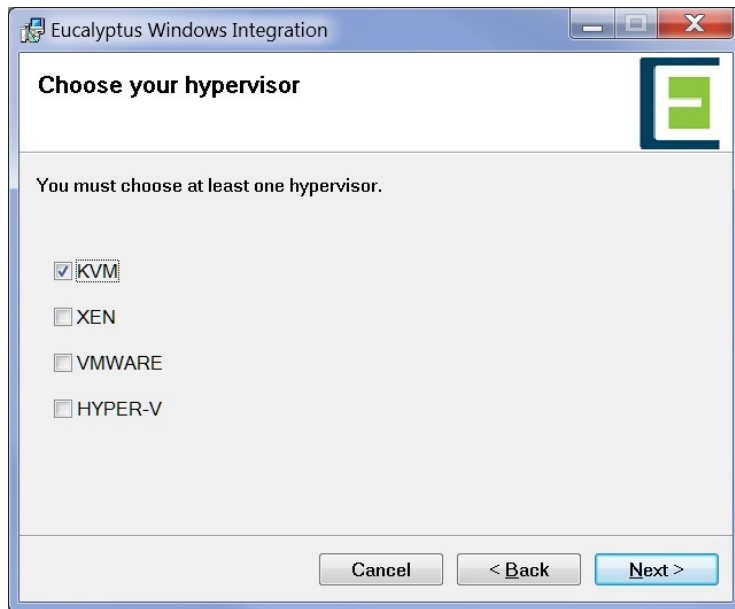 Eucalyptus Windows Integration
Choose your hypervisor
You must choose at least one hypervisor.
KVM
XEN
VMWARE
HYPER-V
Cancel
< Back
Next >